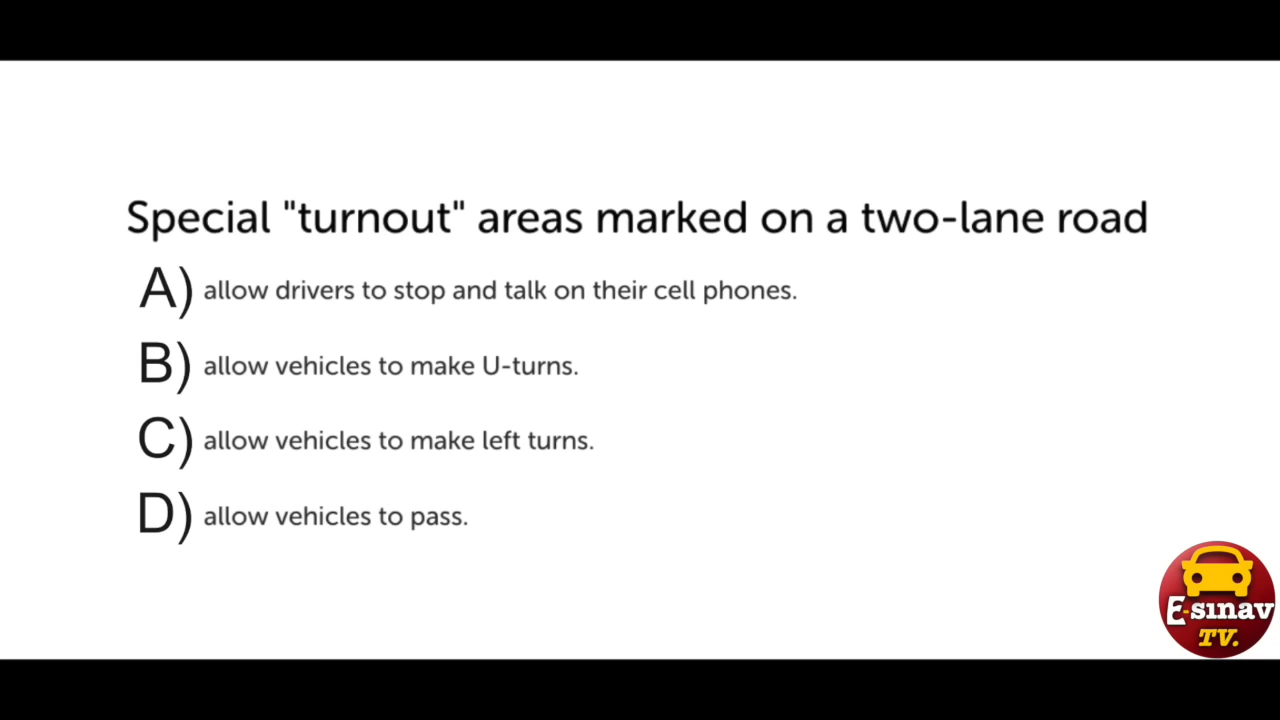 Special "turnout" areas marked on a two-lane road
A) allow drivers to stop and talk on their cell phones.
B) allow vehicles to make U-turns.
C) allow vehicles to make left turns.
D) allow vehicles to pass.
E-sınav
TV.